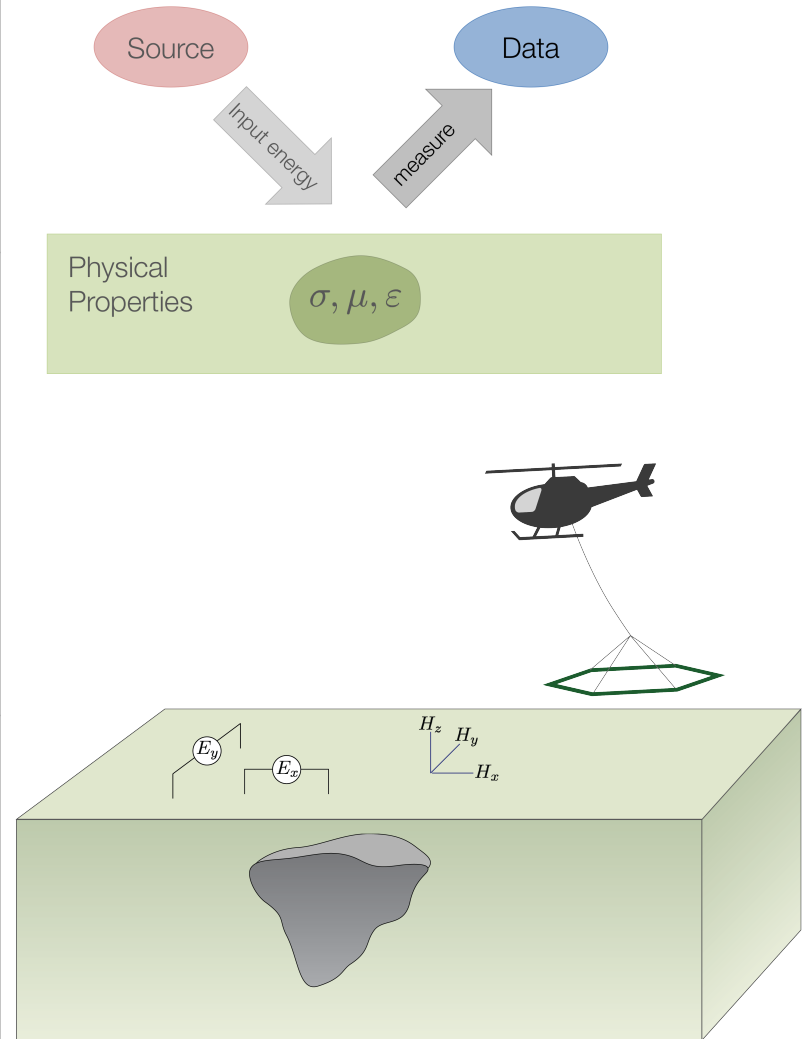 Source
Data
Input energy
measure
Physical
Properties
σ, μ, ε
E_y
E_x
H_z
H_y
H_x